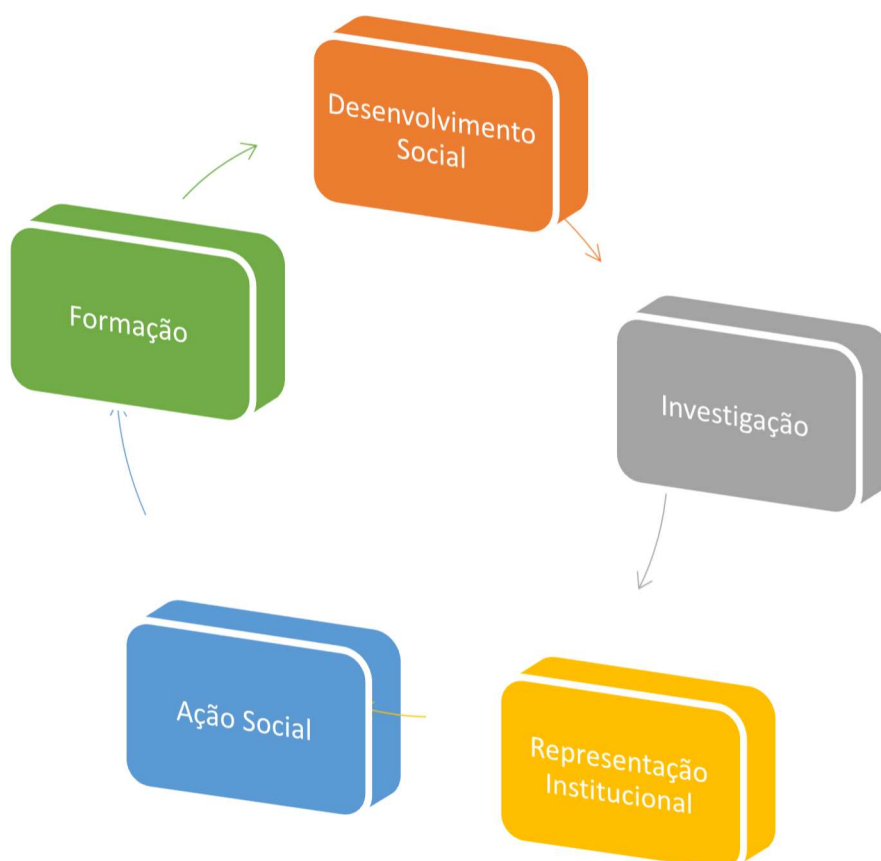 Desenvolvimento
Social
Formação
Investigação
Ação Social
Representação
Institucional